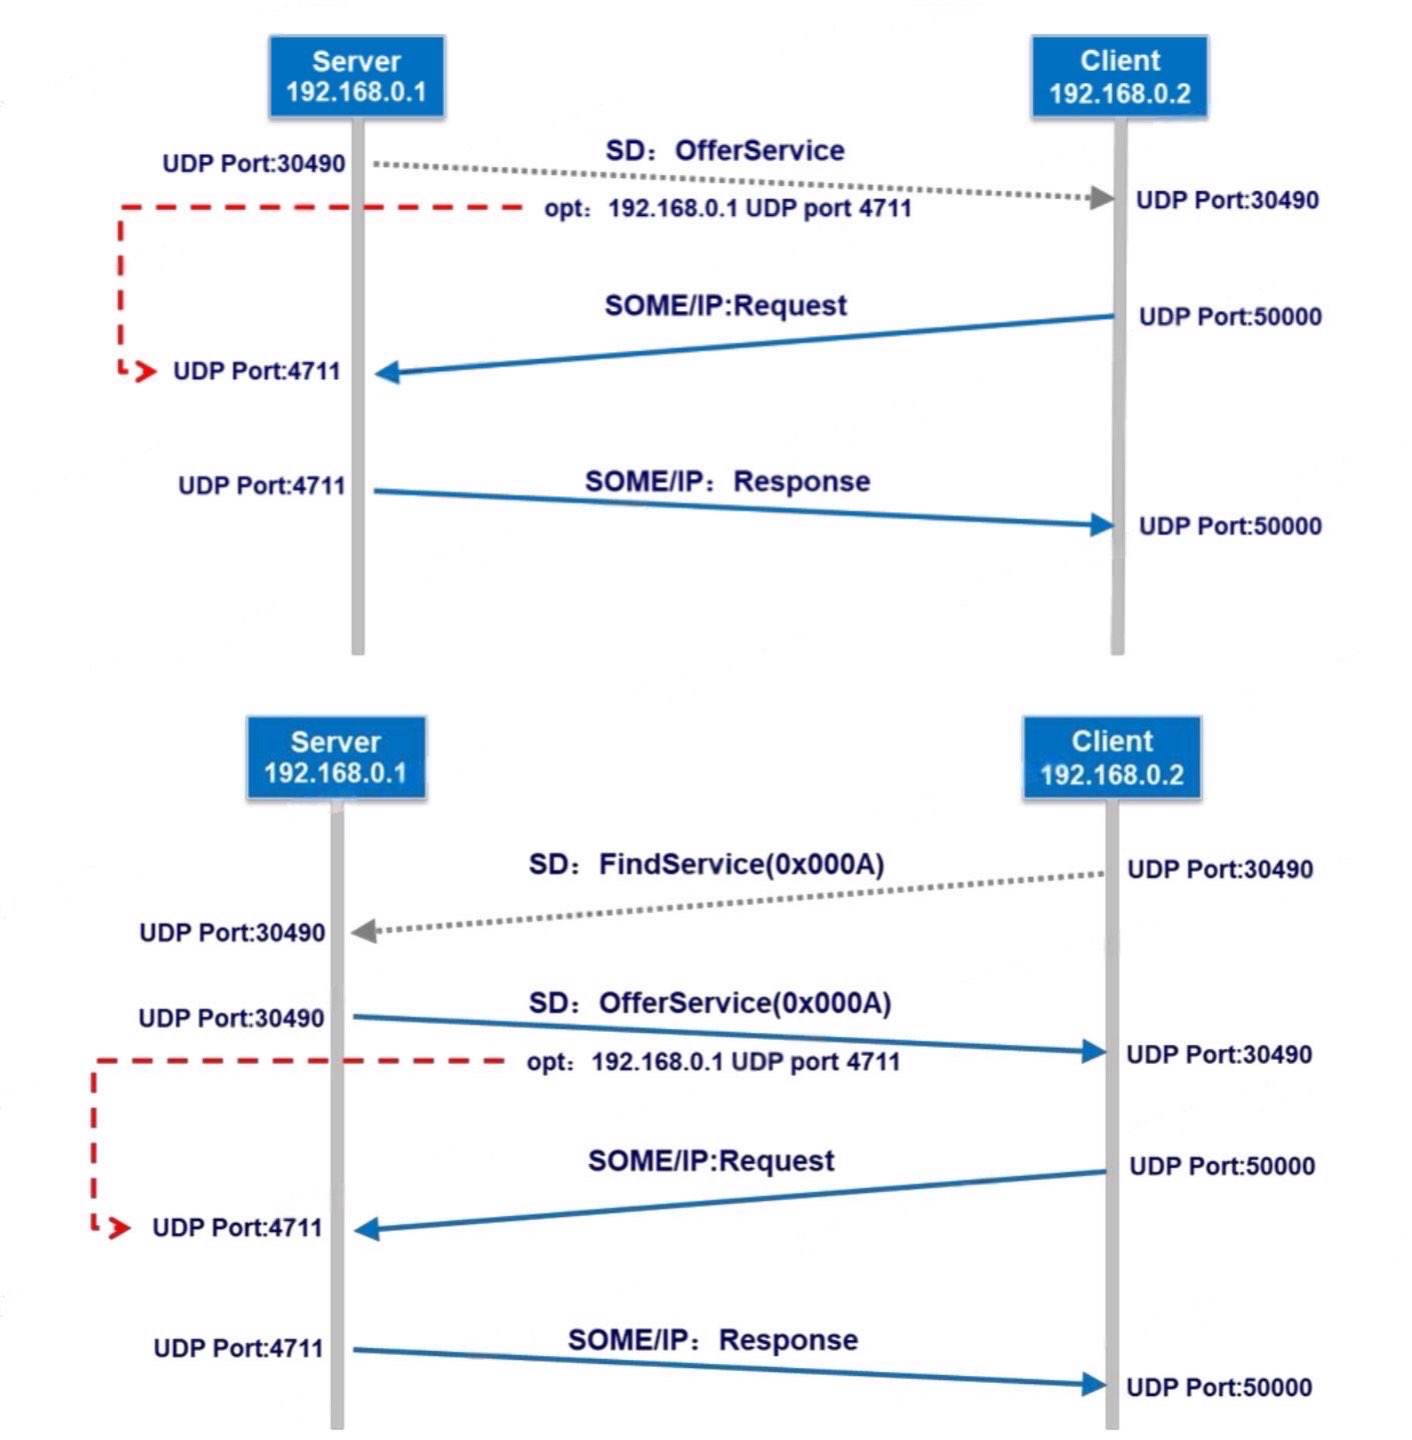 Server
192.168.0.1
Client
192.168.0.2
SD：OfferService
UDP Port:30490
UDP Port:30490
opt：192.168.0.1 UDP port 4711
SOME/IP:Request
UDP Port:50000
UDP Port:4711
SOME/IP：Response
UDP Port:4711
UDP Port:50000
Server
192.168.0.1
Client
192.168.0.2
SD：FindService(0x000A)
UDP Port:30490
UDP Port:30490
SD：OfferService(0x000A)
UDP Port:30490
UDP Port:30490
opt：192.168.0.1 UDP port 4711
SOME/IP:Request
UDP Port:50000
UDP Port:4711
SOME/IP：Response
UDP Port:4711
UDP Port:50000